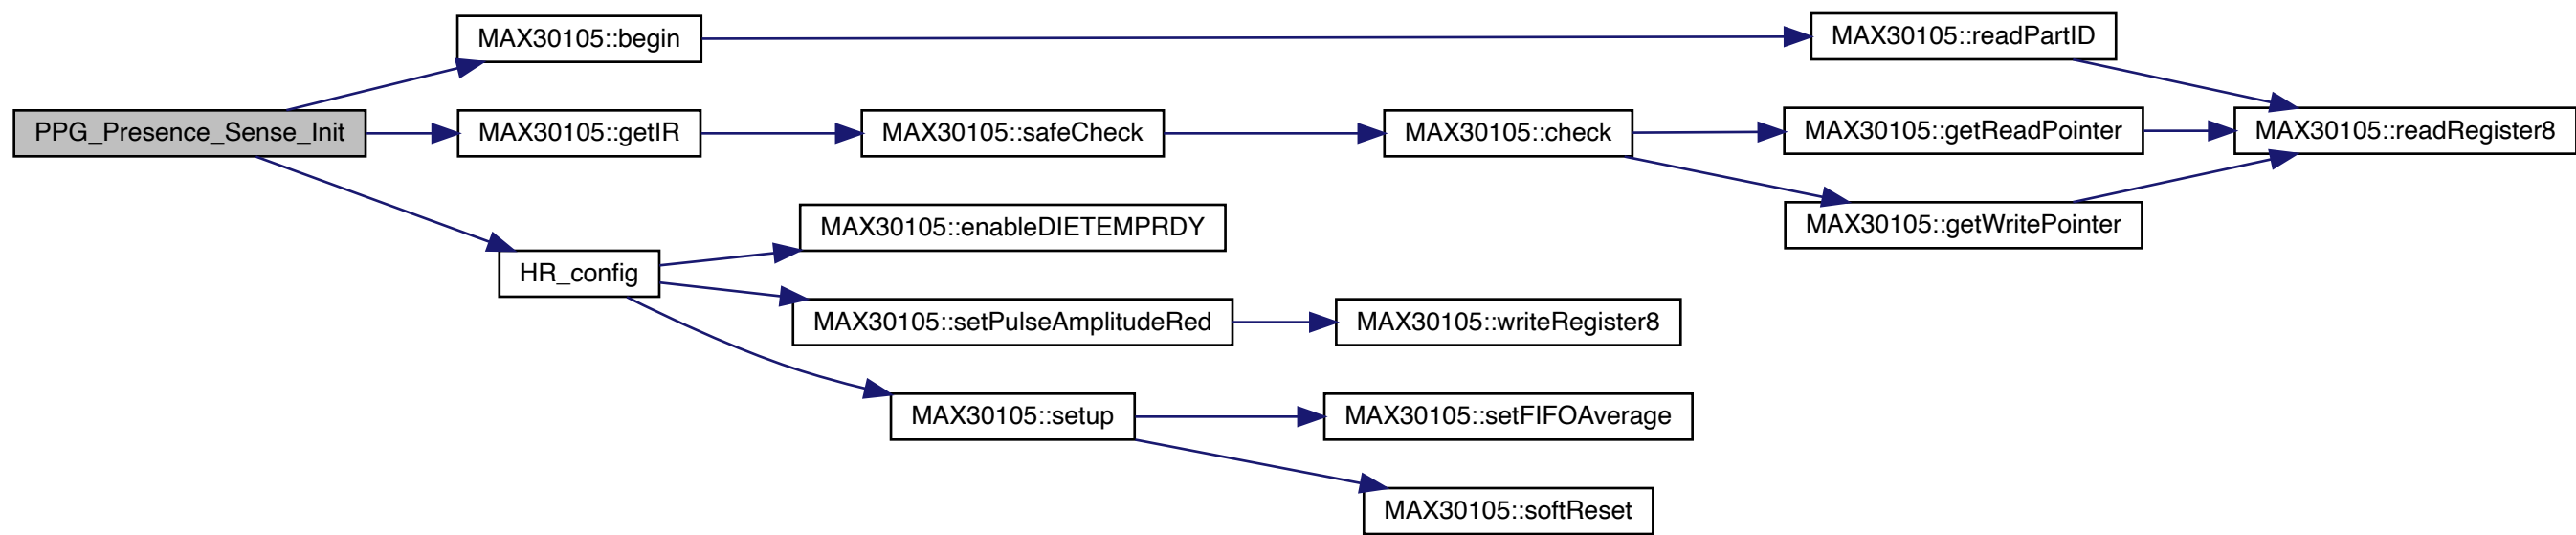 MAX30105::begin
MAX30105::readPartID
PPG_Presence_Sense_Init
MAX30105::getIR
MAX30105::safeCheck
MAX30105::check
MAX30105::getReadPointer
MAX30105::readRegister8
MAX30105::getWritePointer
MAX30105::enableDIETEMPRDY
HR_config
MAX30105::setPulseAmplitudeRed
MAX30105::writeRegister8
MAX30105::setup
MAX30105::setFIFOAverage
MAX30105::softReset